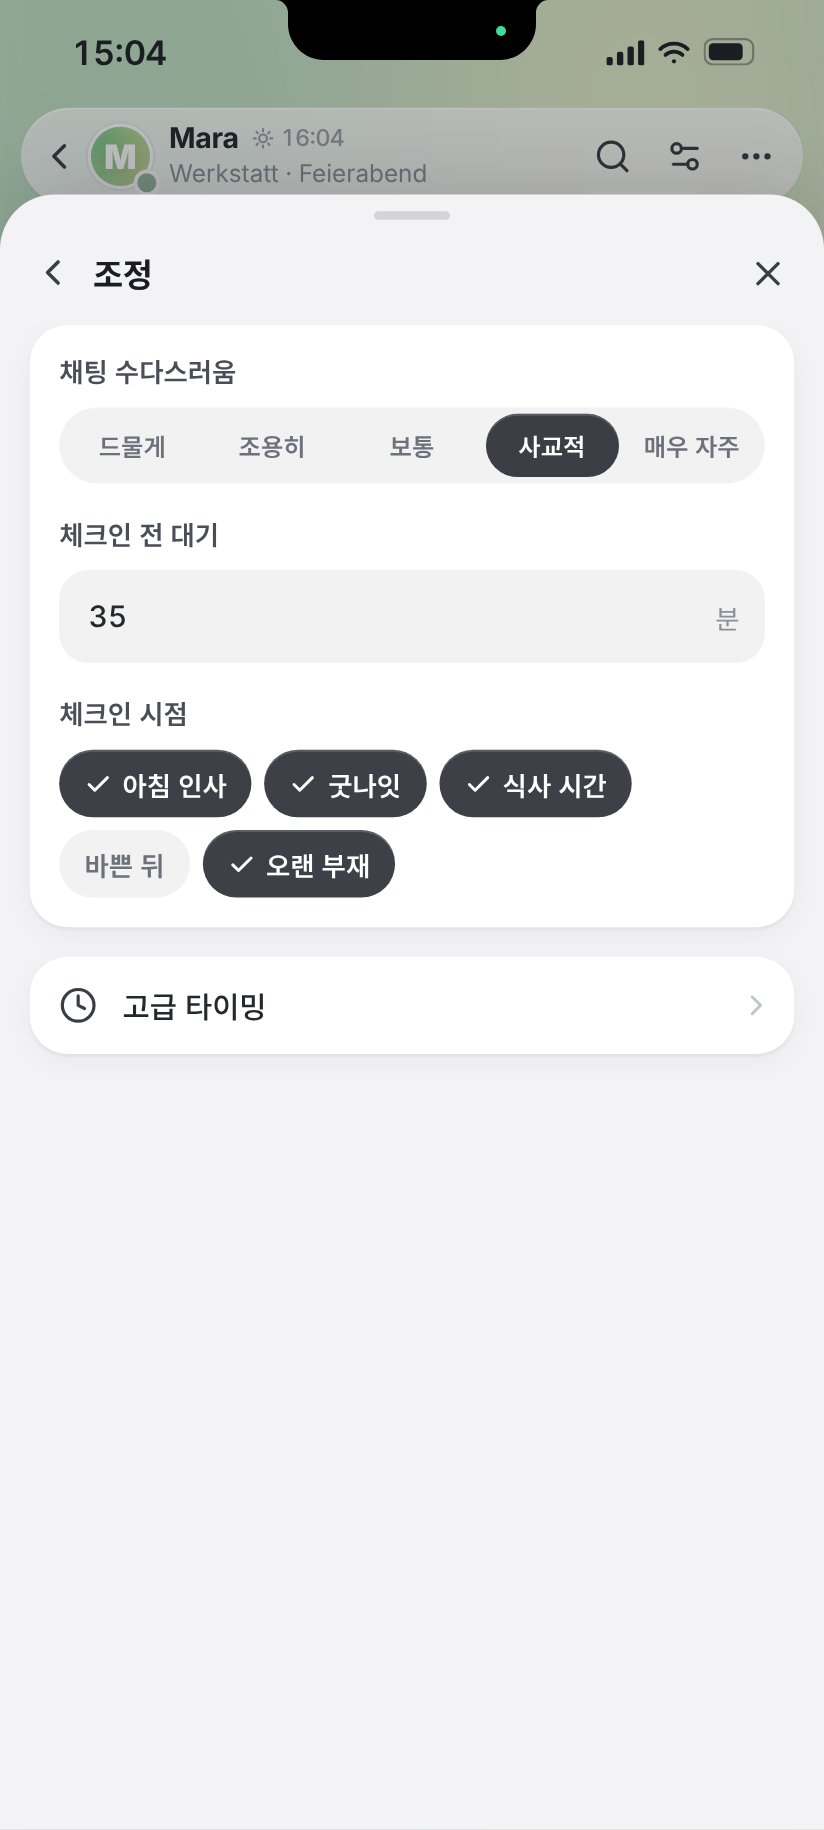 15:04
M
Mara 16:04
Werkstatt · Feierabend
조정
채팅 수다스러움
드물게 조용히 보통 사교적 매우 자주
체크인 전 대기
35 분
체크인 시점
아침 인사 굿나잇 식사 시간
바쁜 뒤 오랜 부재
고급 타이밍